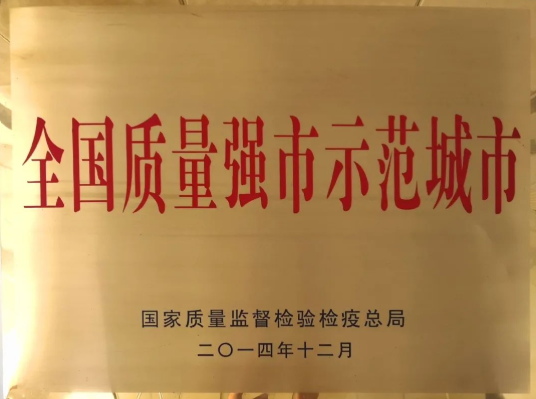 全国质量强市示范城市
国家质量监督检验检疫总局
二〇一四年十二月